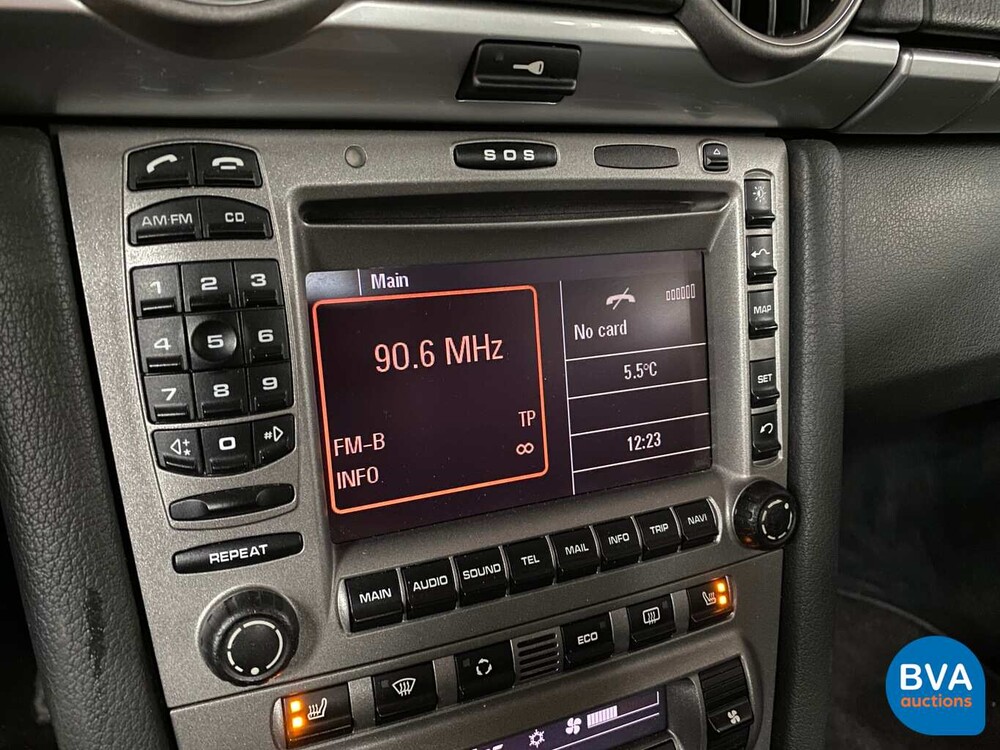 SOS
AM·FM CD
1 2 3
4 5 6
7 8 9
* 0 #
REPEAT
Main
90.6 MHz
FM-B TP
INFO ∞
No card
5.5°C
12:23
MAP
SET
MAIN AUDIO SOUND TEL MAIL INFO TRIP NAVI
ECO
BVA
auctions